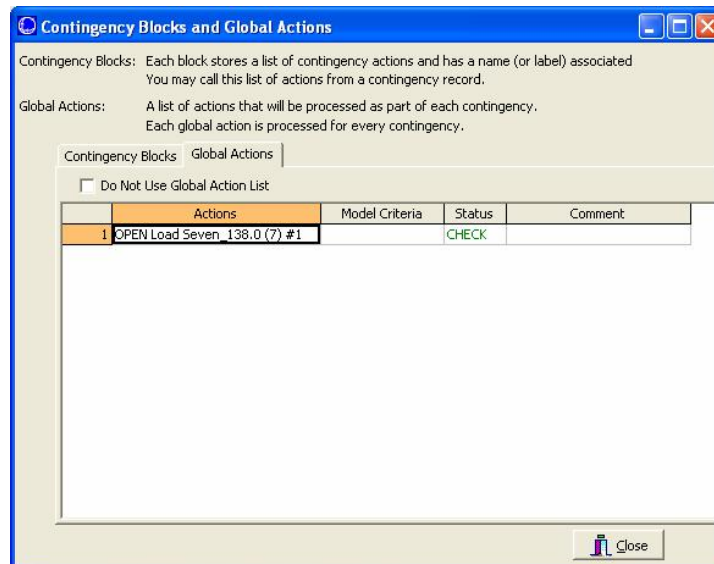 Contingency Blocks and Global Actions
Contingency Blocks: Each block stores a list of contingency actions and has a name (or label) associated
You may call this list of actions from a contingency record.
Global Actions: A list of actions that will be processed as part of each contingency.
Each global action is processed for every contingency.
Contingency Blocks Global Actions
Do Not Use Global Action List
Actions Model Criteria Status Comment
1 OPEN Load Seven_138.0 (7) #1 CHECK
Close